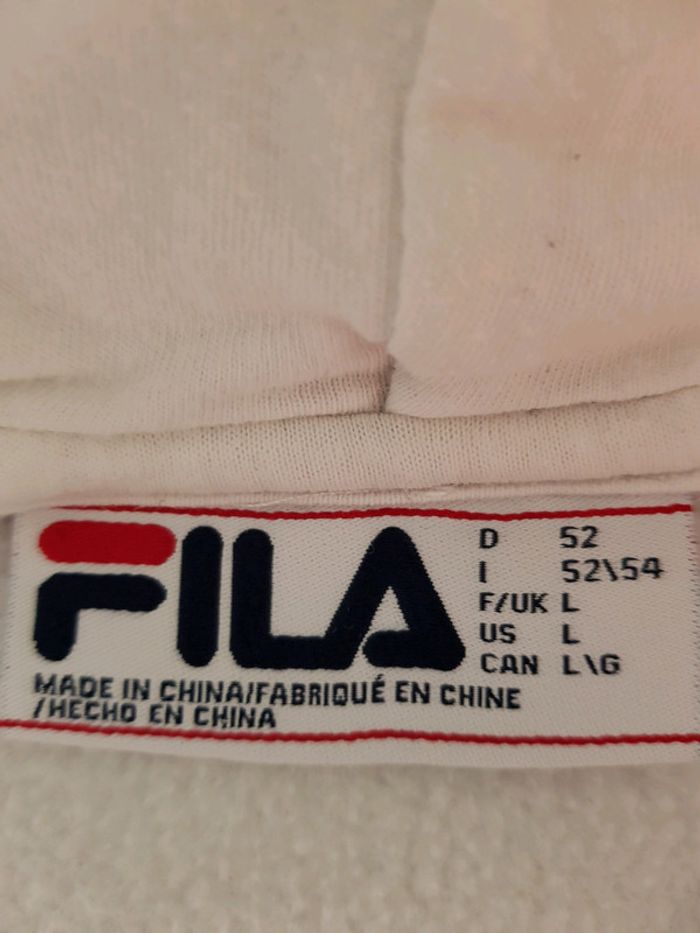 FILA
D 52
I 52\54
F/UK L
US L
CAN L\G
MADE IN CHINA/FABRIQUÉ EN CHINE
/HECHO EN CHINA